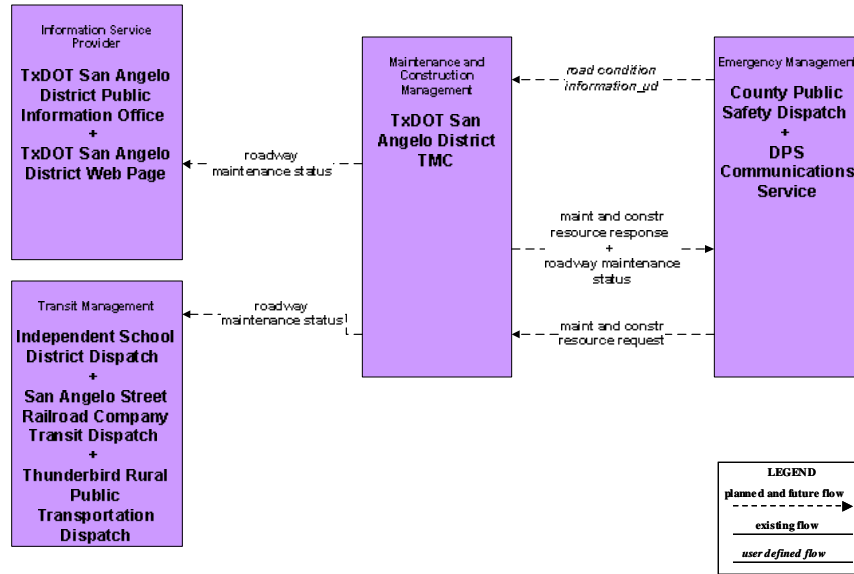 Information Service
Provider
TxDOT San Angelo
District Public
Information Office
+
TxDOT San Angelo
District Web Page
roadway
maintenance status
Maintenance and
Construction
Management
TxDOT San
Angelo District
TMC
road condition
information_ud
Emergency Management
County Public
Safety Dispatch
+
DPS
Communications
Service
maint and constr
resource response
+
roadway maintenance
status
maint and constr
resource request
Transit Management
Independent School
District Dispatch
+
San Angelo Street
Railroad Company
Transit Dispatch
+
Thunderbird Rural
Public
Transportation
Dispatch
roadway
maintenance status
LEGEND
planned and future flow
existing flow
user defined flow